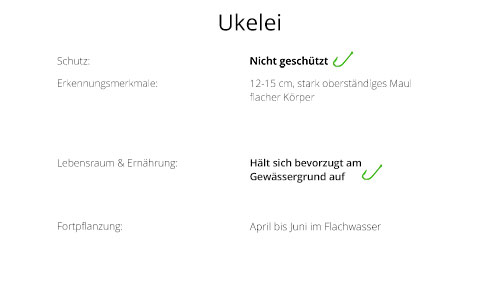 Ukelei
Schutz:
Nicht geschützt
Erkennungsmerkmale:
12-15 cm, stark oberständiges Maul
flacher Körper
Lebensraum & Ernährung:
Hält sich bevorzugt am
Gewässergrund auf
Fortpflanzung:
April bis Juni im Flachwasser